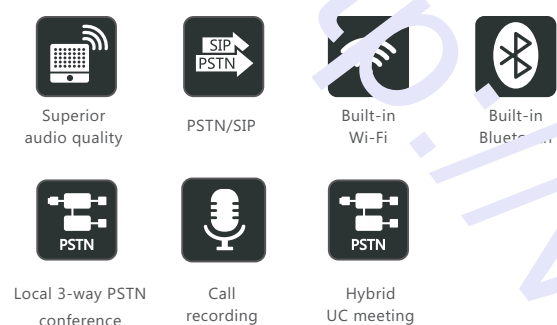 SIP
PSTN
Superior
audio quality
PSTN/SIP
Built-in
Wi-Fi
Built-in
PSTN
PSTN
Local 3-way PSTN
conference
Call
recording
Hybrid
UC meeting